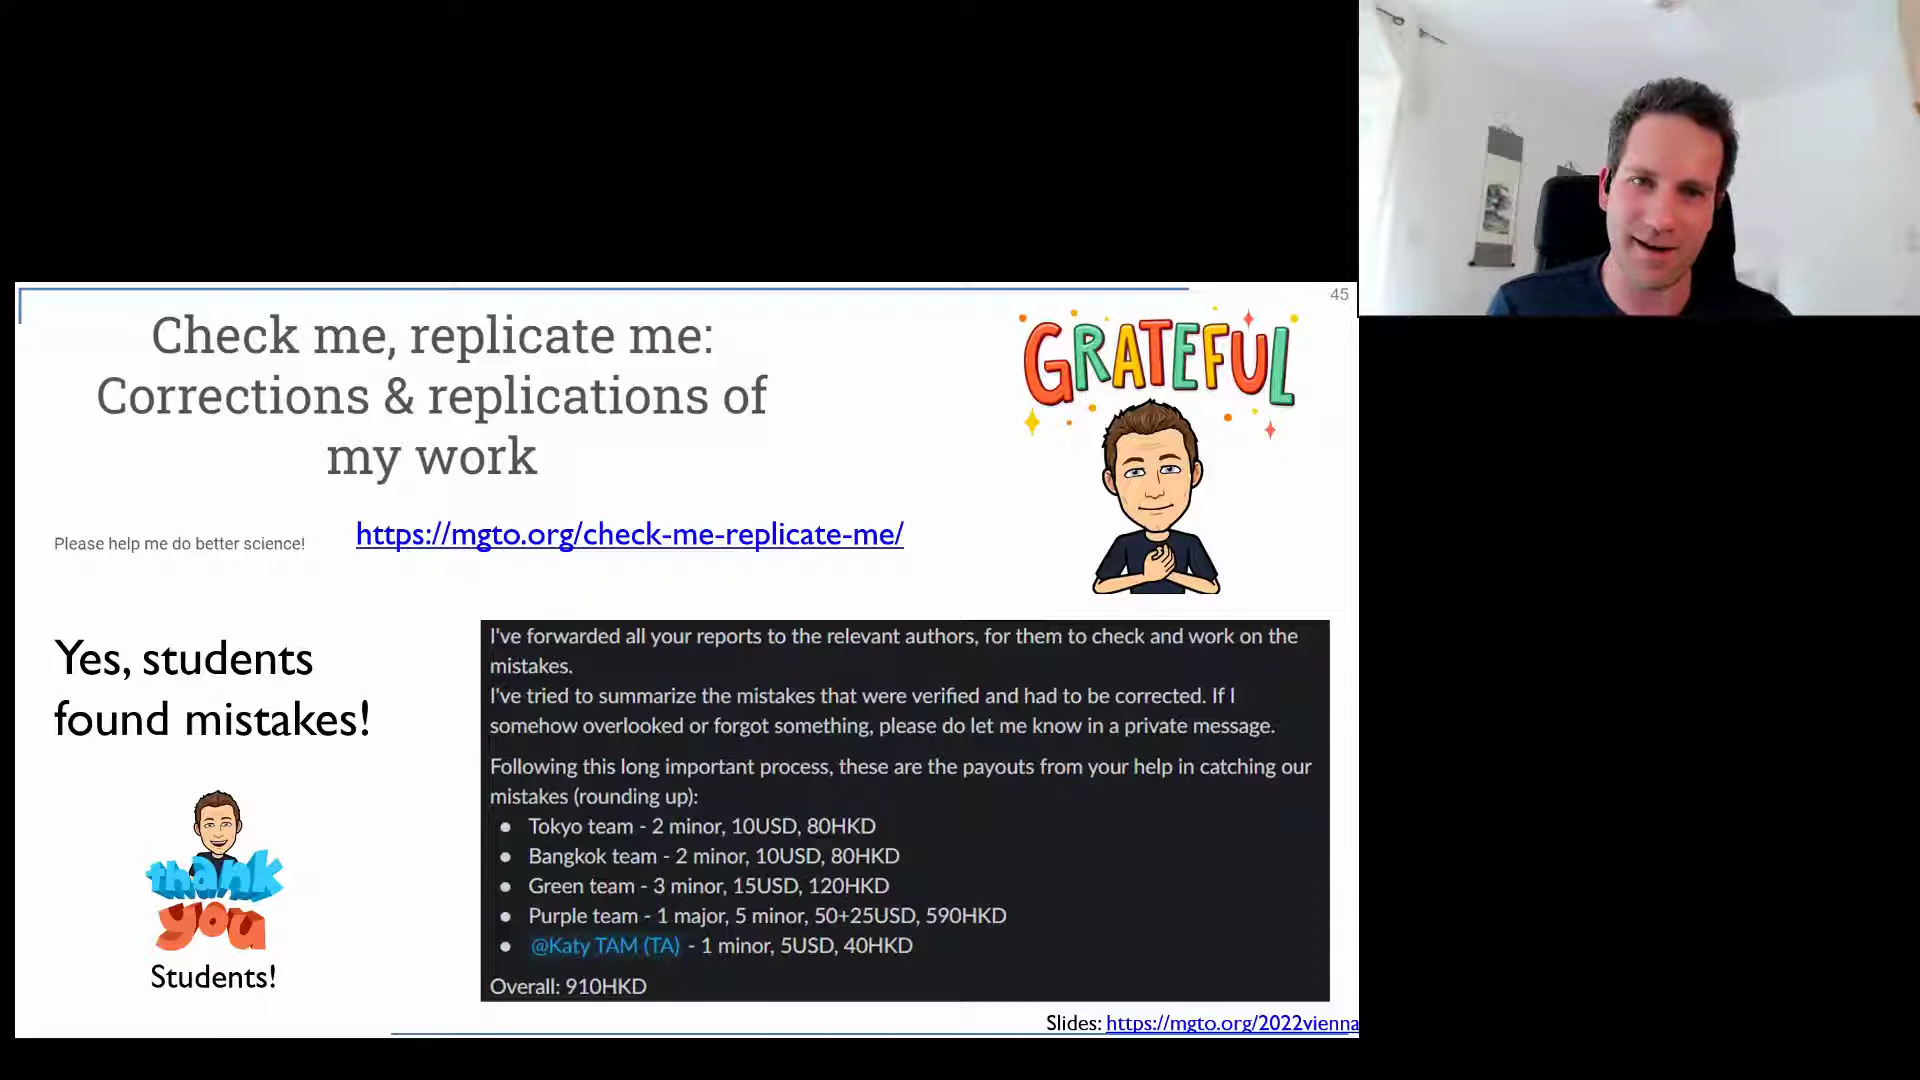 45
Check me, replicate me:
Corrections & replications of
my work
GRATEFUL
Please help me do better science!
https://mgto.org/check-me-replicate-me/
Yes, students
found mistakes!
thank
you
Students!
I've forwarded all your reports to the relevant authors, for them to check and work on the
mistakes.
I've tried to summarize the mistakes that were verified and had to be corrected. If I
somehow overlooked or forgot something, please do let me know in a private message.
Following this long important process, these are the payouts from your help in catching our
mistakes (rounding up):
● Tokyo team - 2 minor, 10USD, 80HKD
● Bangkok team - 2 minor, 10USD, 80HKD
● Green team - 3 minor, 15USD, 120HKD
● Purple team - 1 major, 5 minor, 50+25USD, 590HKD
● @Katy TAM (TA) - 1 minor, 5USD, 40HKD
Overall: 910HKD
Slides: https://mgto.org/2022vienna